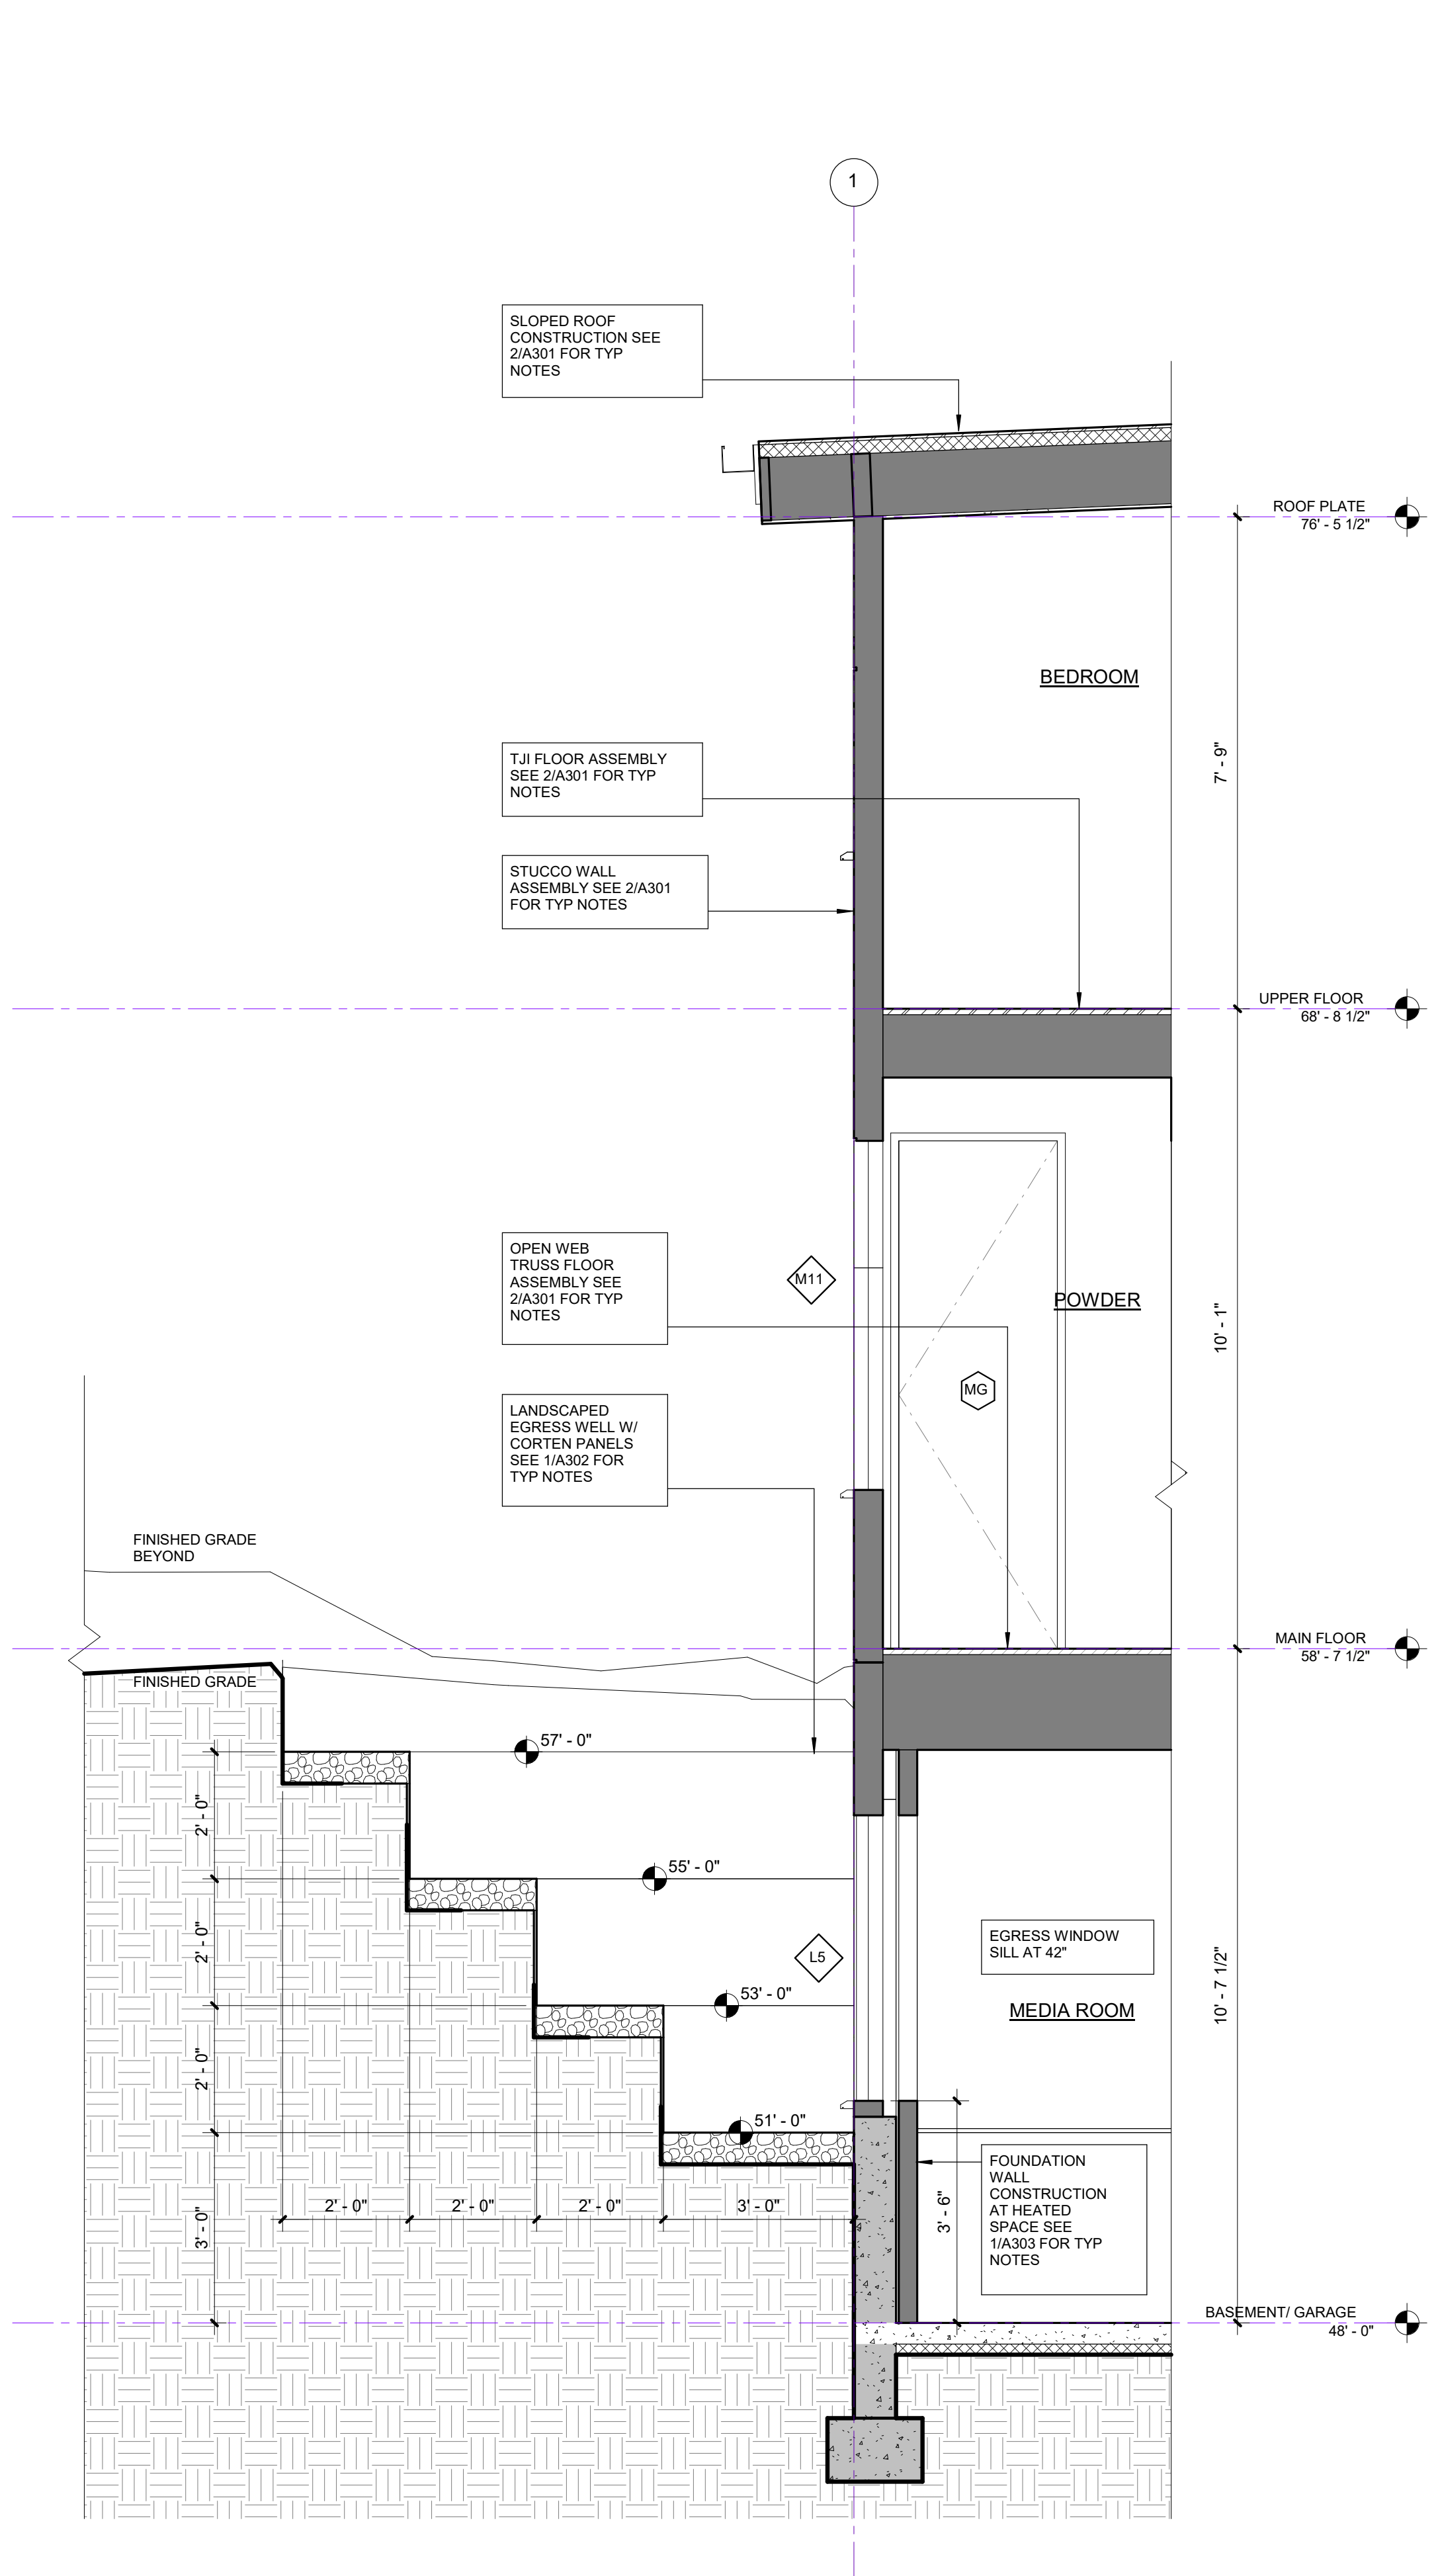 1
SLOPED ROOF
CONSTRUCTION SEE
2/A301 FOR TYP
NOTES
ROOF PLATE
76' - 5 1/2"
BEDROOM
7' - 9"
TJI FLOOR ASSEMBLY
SEE 2/A301 FOR TYP
NOTES
STUCCO WALL
ASSEMBLY SEE 2/A301
FOR TYP NOTES
UPPER FLOOR
68' - 8 1/2"
OPEN WEB
TRUSS FLOOR
ASSEMBLY SEE
2/A301 FOR TYP
NOTES
M11
POWDER
10' - 1"
MG
LANDSCAPED
EGRESS WELL W/
CORTEN PANELS
SEE 1/A302 FOR
TYP NOTES
FINISHED GRADE
BEYOND
MAIN FLOOR
58' - 7 1/2"
FINISHED GRADE
57' - 0"
2' - 0"
55' - 0"
2' - 0"
L5
EGRESS WINDOW
SILL AT 42"
MEDIA ROOM
10' - 7 1/2"
53' - 0"
2' - 0"
51' - 0"
FOUNDATION
WALL
CONSTRUCTION
AT HEATED
SPACE SEE
1/A303 FOR TYP
NOTES
2' - 0"
2' - 0"
2' - 0"
3' - 0"
3' - 6"
3' - 0"
BASEMENT/ GARAGE
48' - 0"